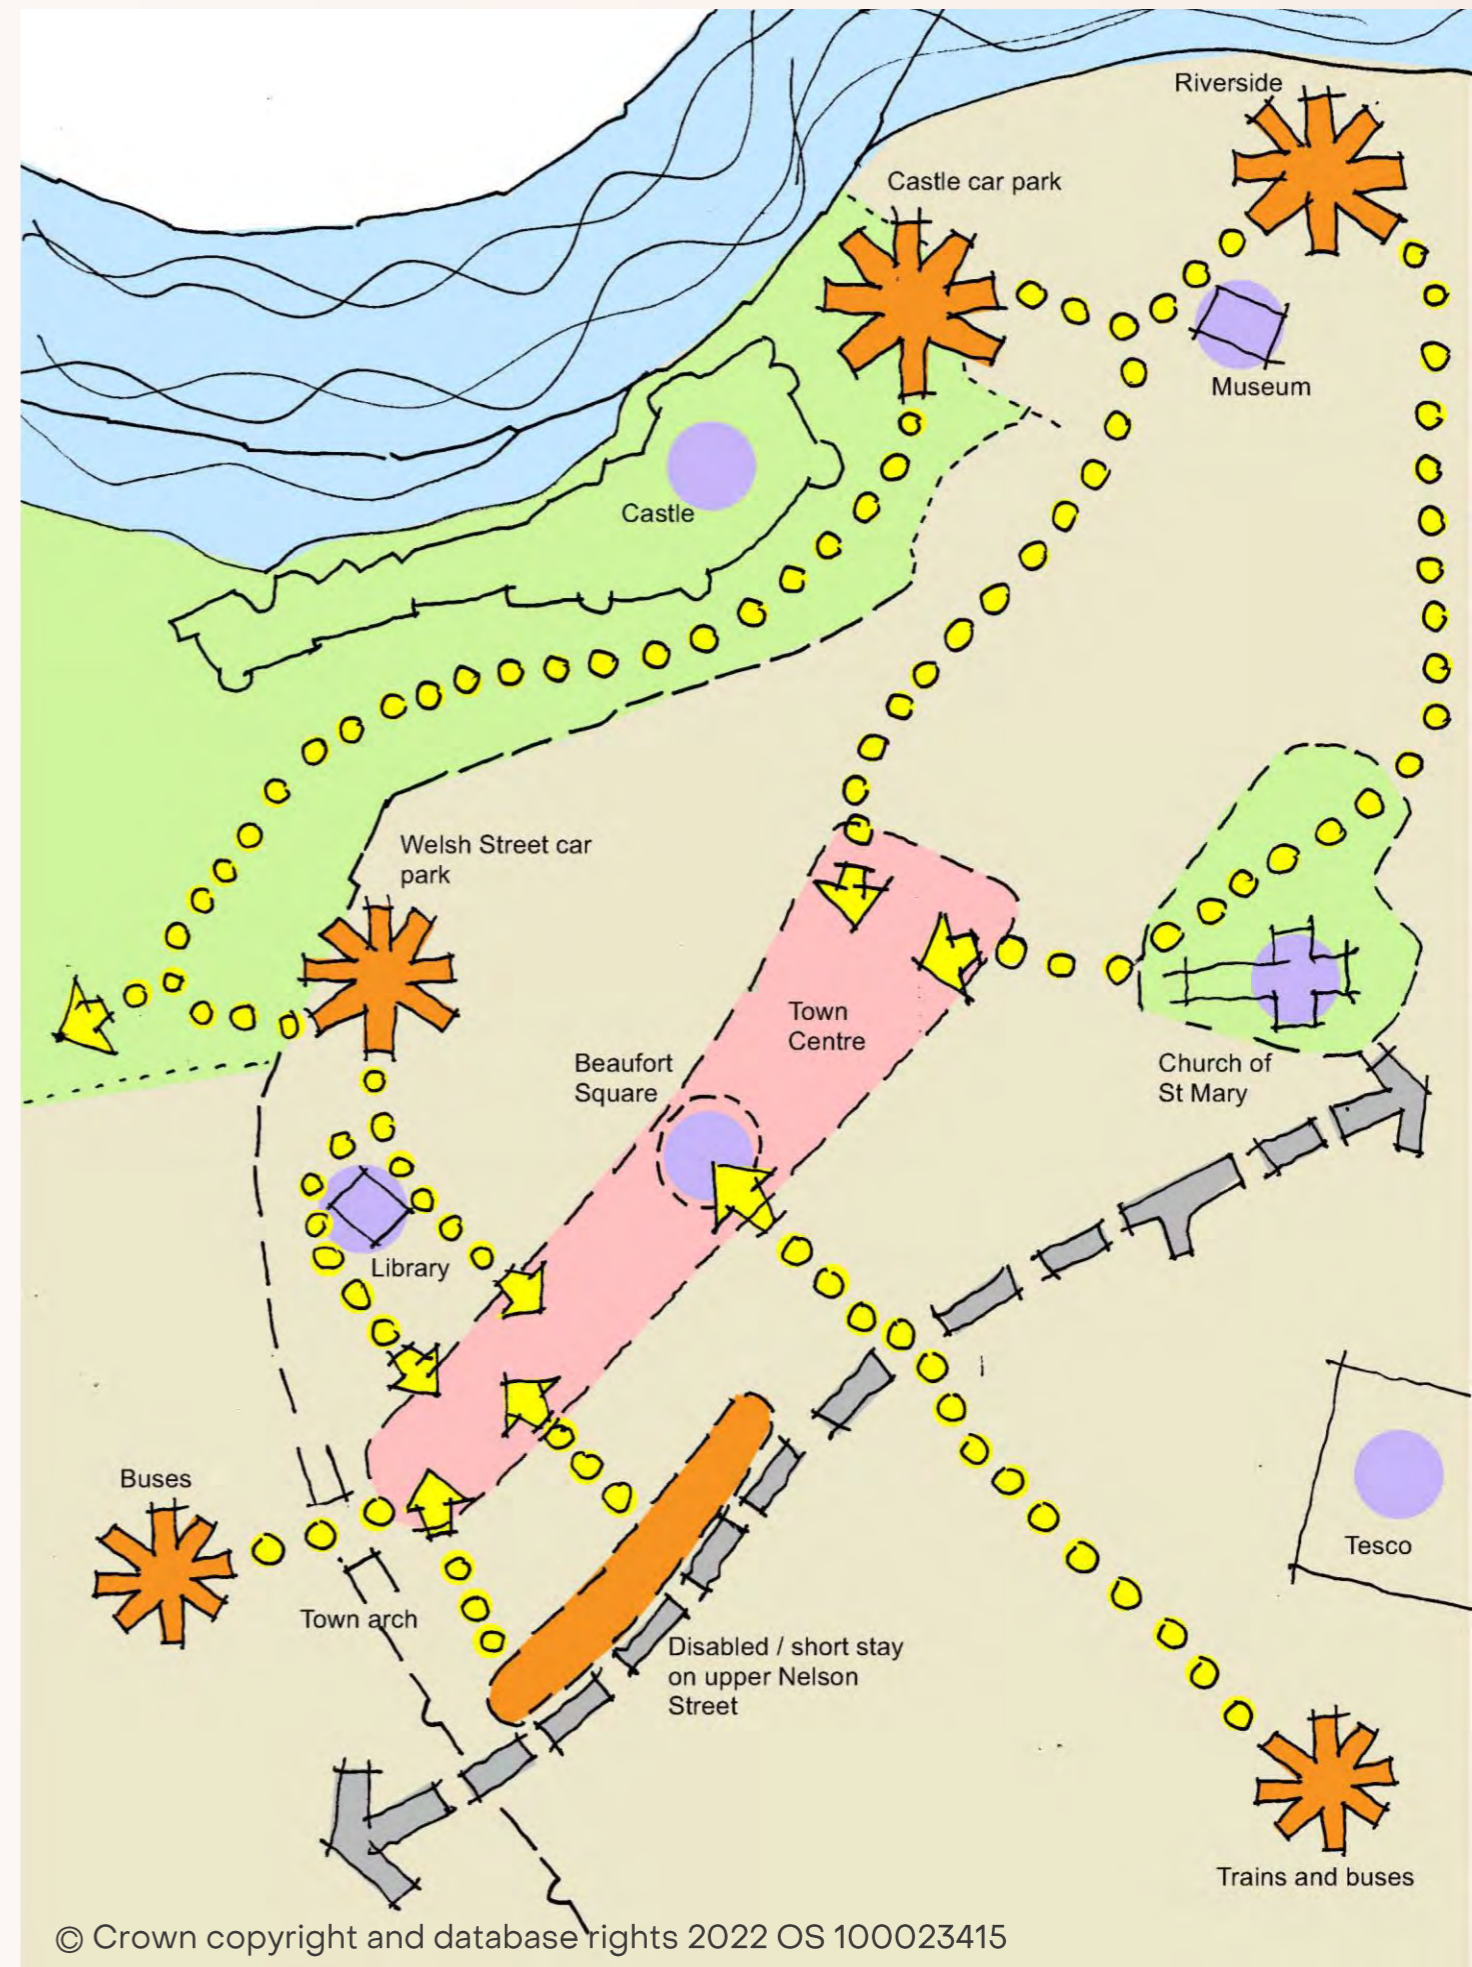 Riverside
Castle car park
Museum
Castle
Welsh Street car
park
Town
Centre
Beaufort
Square
Church of
St Mary
Library
Buses
Tesco
Town arch
Disabled / short stay
on upper Nelson
Street
Trains and buses
© Crown copyright and database rights 2022 OS 100023415